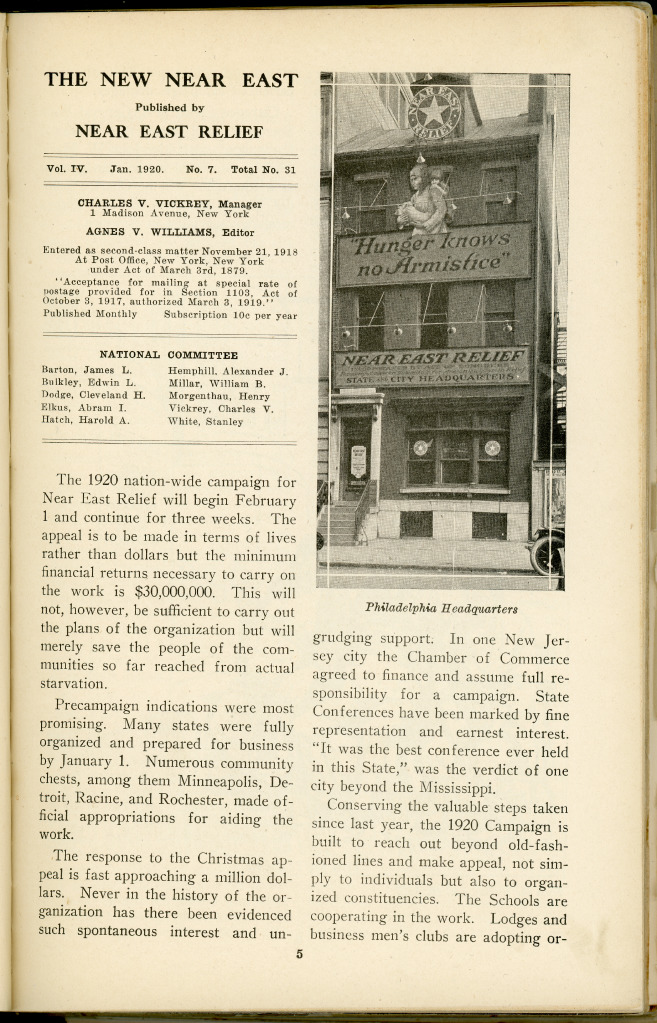 THE NEW NEAR EAST
Published by
NEAR EAST RELIEF
Vol. IV. Jan. 1920. No. 7. Total No. 31
CHARLES V. VICKREY, Manager
1 Madison Avenue, New York
AGNES V. WILLIAMS, Editor
Entered as second-class matter November 21, 1918
At Post Office, New York, New York
under Act of March 3rd, 1879.
"Acceptance for mailing at special rate of
postage provided for in Section 1103, Act of
October 3, 1917, authorized March 3, 1919."
Published Monthly Subscription 10c per year
NATIONAL COMMITTEE
Barton, James L. Hemphill, Alexander J.
Bulkley, Edwin L. Millar, William B.
Dodge, Cleveland H. Morgenthau, Henry
Elkus, Abram I. Vickrey, Charles V.
Hatch, Harold A. White, Stanley
The 1920 nation-wide campaign for
Near East Relief will begin February
1 and continue for three weeks. The
appeal is to be made in terms of lives
rather than dollars but the minimum
financial returns necessary to carry on
the work is $30,000,000. This will
not, however, be sufficient to carry out
the plans of the organization but will
merely save the people of the com-
munities so far reached from actual
starvation.
Precampaign indications were most
promising. Many states were fully
organized and prepared for business
by January 1. Numerous community
chests, among them Minneapolis, De-
troit, Racine, and Rochester, made of-
ficial appropriations for aiding the
work.
The response to the Christmas ap-
peal is fast approaching a million dol-
lars. Never in the history of the or-
ganization has there been evidenced
such spontaneous interest and un-
NEAR EAST
RELIEF
"Hunger knows
no Armistice"
NEAR EAST RELIEF
STATE AND CITY HEADQUARTERS
Philadelphia Headquarters
grudging support. In one New Jer-
sey city the Chamber of Commerce
agreed to finance and assume full re-
sponsibility for a campaign. State
Conferences have been marked by fine
representation and earnest interest.
"It was the best conference ever held
in this State," was the verdict of one
city beyond the Mississippi.
Conserving the valuable steps taken
since last year, the 1920 Campaign is
built to reach out beyond old-fash-
ioned lines and make appeal, not sim-
ply to individuals but also to organ-
ized constituencies. The Schools are
cooperating in the work. Lodges and
business men's clubs are adopting or-
5